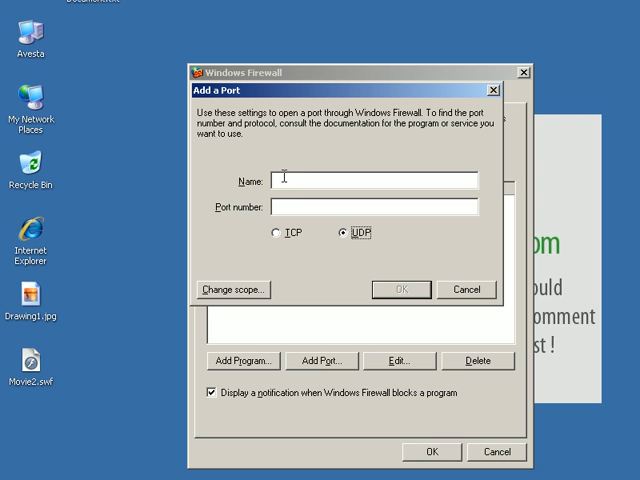 Avesta
My Network
Places
Recycle Bin
Internet
Explorer
Drawing1.jpg
Movie2.swf
Windows Firewall
Add a Port
Use these settings to open a port through Windows Firewall. To find the port
number and protocol, consult the documentation for the program or service you
want to use.
Name:
Port number:
TCP UDP
Change scope... OK Cancel
Add Program... Add Port... Edit... Delete
Display a notification when Windows Firewall blocks a program
OK Cancel
om
ould
omment
st !